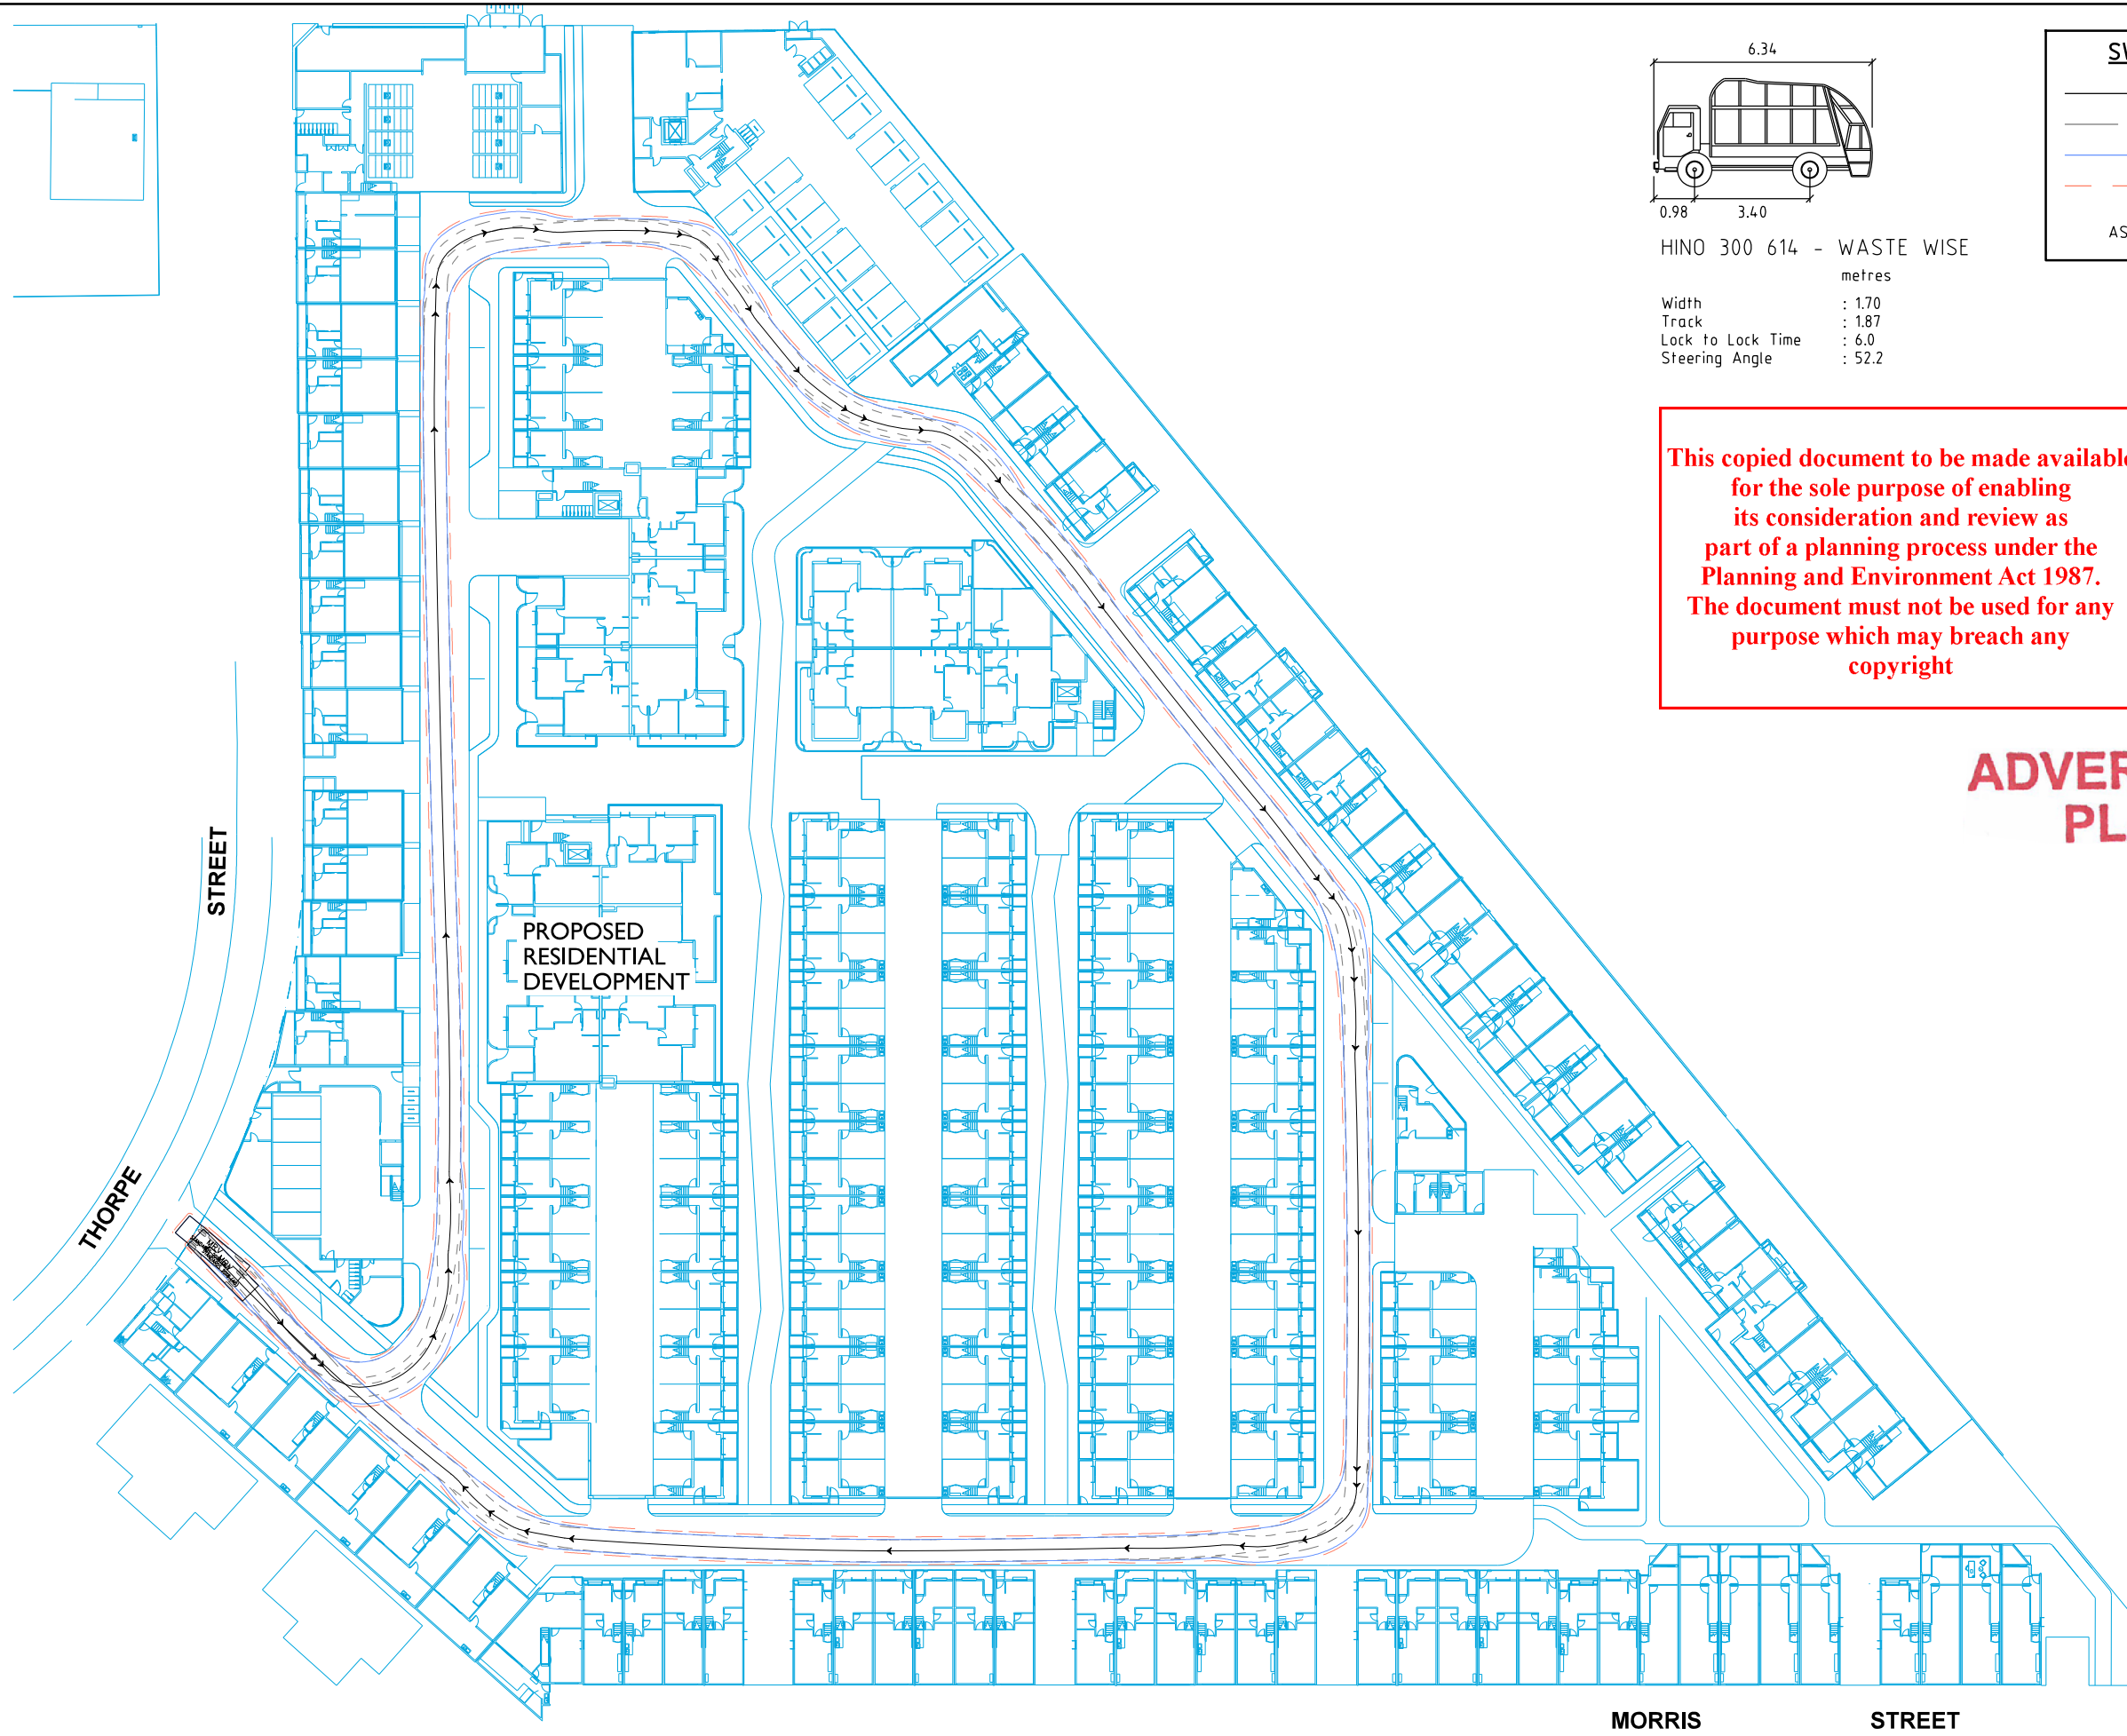 6.34
0.98
3.40
HINO 300 614 - WASTE WISE
metres
Width : 1.70
Track : 1.87
Lock to Lock Time : 6.0
Steering Angle : 52.2
This copied document to be made available
for the sole purpose of enabling
its consideration and review as
part of a planning process under the
Planning and Environment Act 1987.
The document must not be used for any
purpose which may breach any
copyright
STREET
THORPE
PROPOSED
RESIDENTIAL
DEVELOPMENT
MORRIS STREET